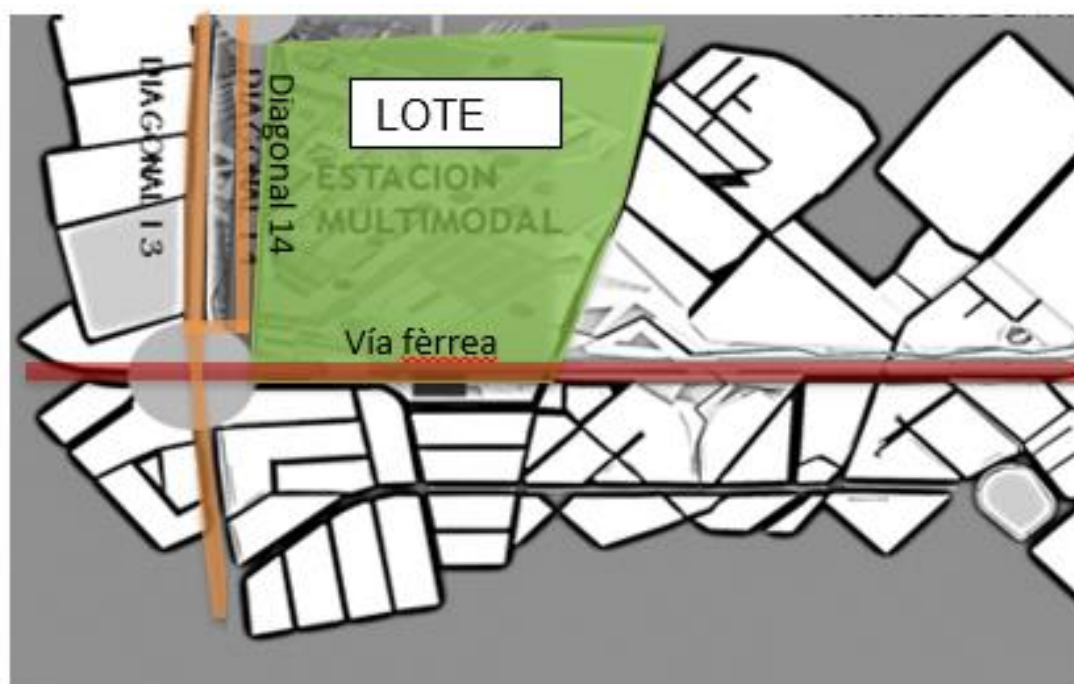 DIAGONAL 13
Diagonal 14
LOTE
ESTACION
MULTIMODAL
Vía fèrrea